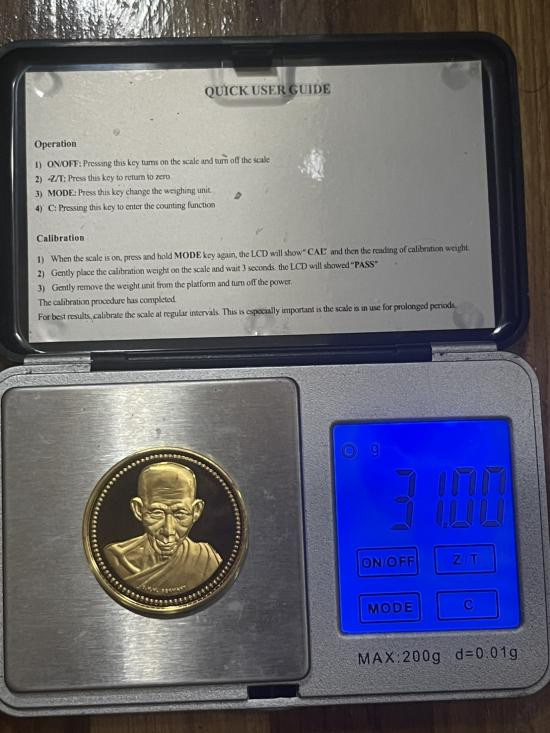 QUICK USER GUIDE
Operation
1) ON/OFF: Pressing this key turns on the scale and turn off the scale
2) -Z/T; Press this key to return to zero
3) MODE: Press this key change the weighing unit.
4) C: Pressing this key to enter the counting function
Calibration
1) When the scale is on, press and hold MODE key again, the LCD will show" CAL" and then the reading of calibration weight.
2) Gently place the calibration weight on the scale and wait 3 seconds. the LCD will showed "PASS"
3) Gently remove the weight unit from the platform and turn off the power.
The calibration procedure has completed.
For best results, calibrate the scale at regular intervals. This is especially important is the scale is in use for prolonged periods.
g
31.00
ON/OFF Z/T
MODE C
MAX:200g d=0.01g